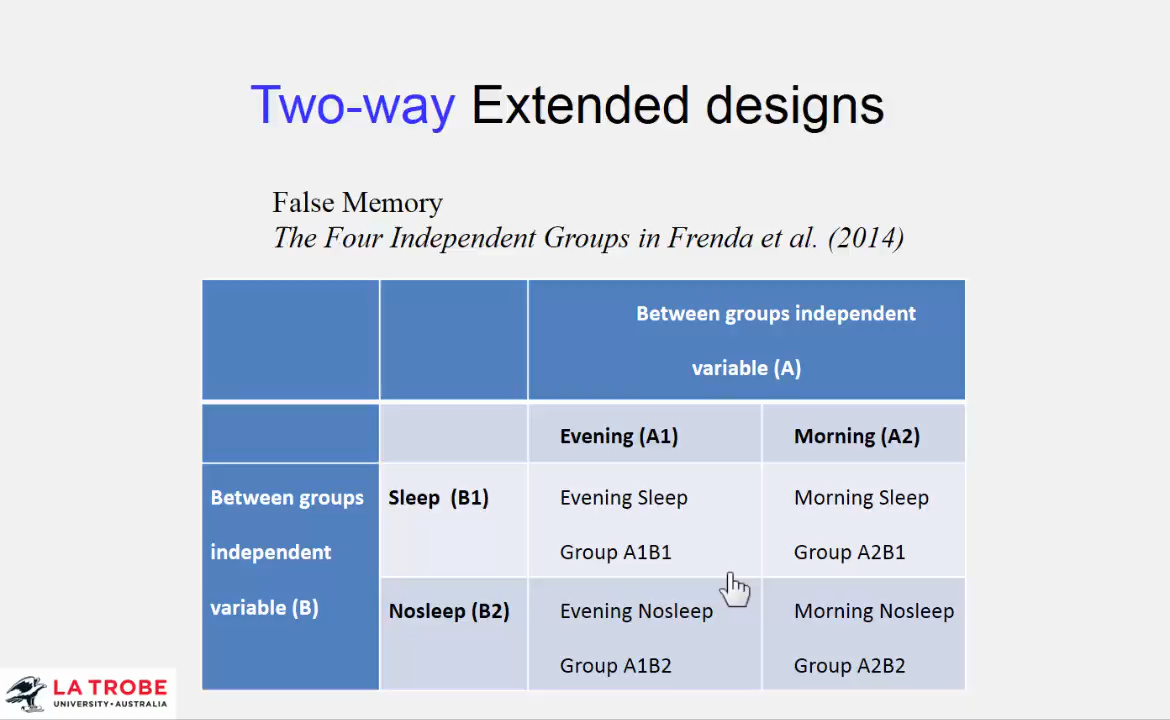 Two-way Extended designs
False Memory
The Four Independent Groups in Frenda et al. (2014)
Between groups independent
variable (A)
Evening (A1) Morning (A2)
Between groups
independent
variable (B)
Sleep (B1)
Evening Sleep
Group A1B1
Morning Sleep
Group A2B1
Nosleep (B2)
Evening Nosleep
Group A1B2
Morning Nosleep
Group A2B2
LA TROBE
UNIVERSITY • AUSTRALIA